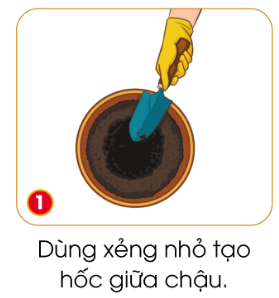 1
Dùng xẻng nhỏ tạo
hốc giữa chậu.